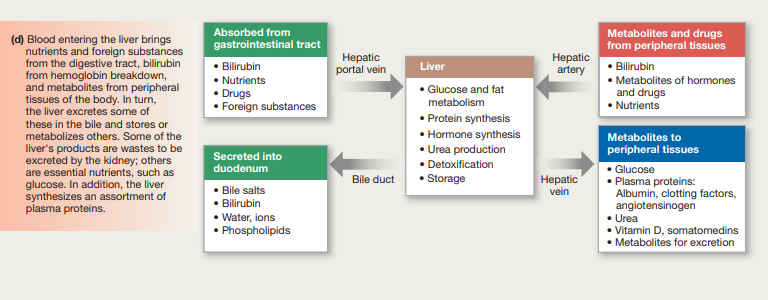 (d) Blood entering the liver brings
nutrients and foreign substances
from the digestive tract, bilirubin
from hemoglobin breakdown,
and metabolites from peripheral
tissues of the body. In turn,
the liver excretes some of
these in the bile and stores or
metabolizes others. Some of the
liver's products are wastes to be
excreted by the kidney; others
are essential nutrients, such as
glucose. In addition, the liver
synthesizes an assortment of
plasma proteins.
Absorbed from
gastrointestinal tract
• Bilirubin
• Nutrients
• Drugs
• Foreign substances
Hepatic
portal vein
Secreted into
duodenum
• Bile salts
• Bilirubin
• Water, ions
• Phospholipids
Bile duct
Liver
• Glucose and fat
metabolism
• Protein synthesis
• Hormone synthesis
• Urea production
• Detoxification
• Storage
Hepatic
artery
Metabolites and drugs
from peripheral tissues
• Bilirubin
• Metabolites of hormones
and drugs
• Nutrients
Hepatic
vein
Metabolites to
peripheral tissues
• Glucose
• Plasma proteins:
Albumin, clotting factors,
angiotensinogen
• Urea
• Vitamin D, somatomedins
• Metabolites for excretion